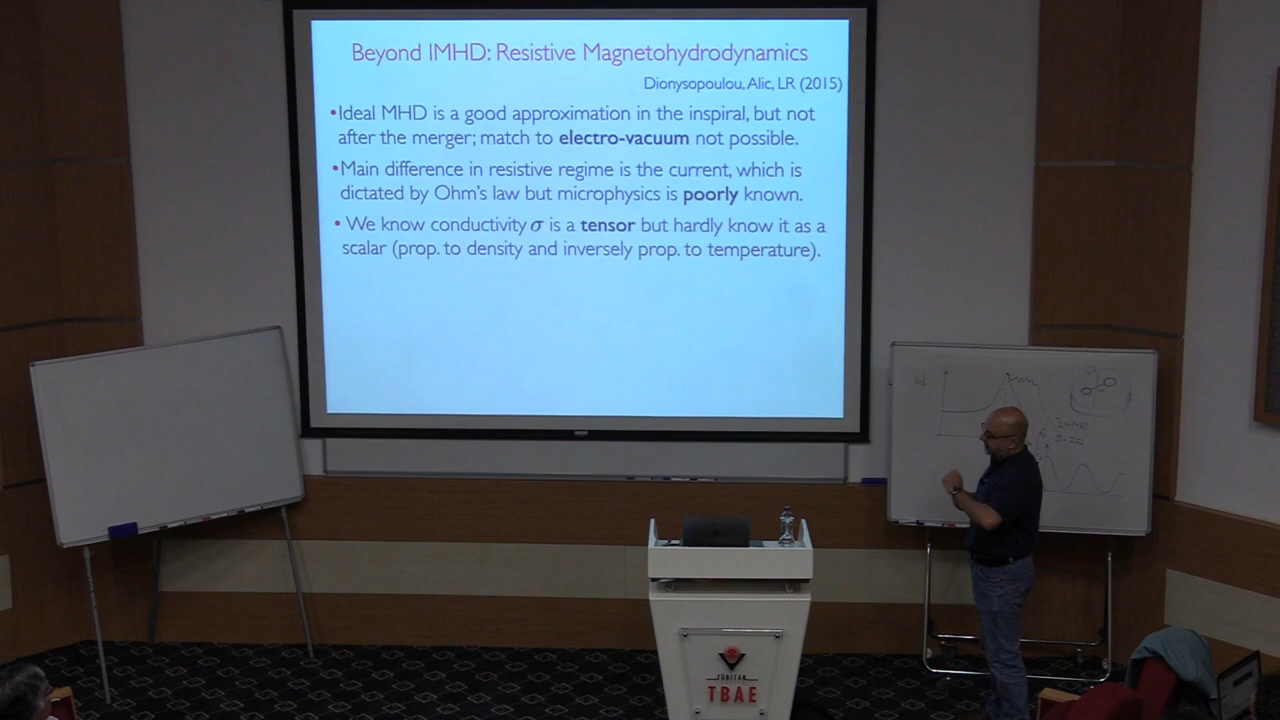 Beyond IMHD: Resistive Magnetohydrodynamics
Dionysopoulou, Alic, LR (2015)
•Ideal MHD is a good approximation in the inspiral, but not
after the merger; match to electro-vacuum not possible.
•Main difference in resistive regime is the current, which is
dictated by Ohm's law but microphysics is poorly known.
• We know conductivity σ is a tensor but hardly know it as a
scalar (prop. to density and inversely prop. to temperature).
TÜBİTAK
TBAE